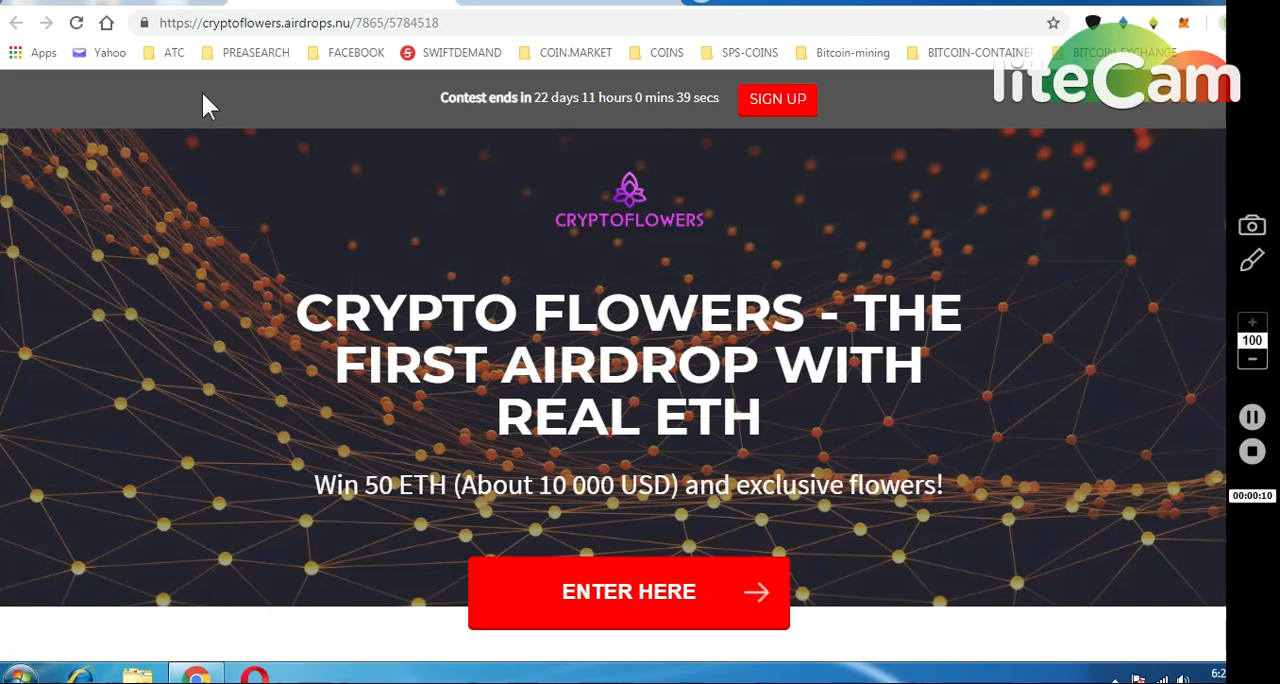 https://cryptoflowers.airdrops.nu/7865/5784518
Apps Yahoo ATC PREASEARCH FACEBOOK SWIFTDEMAND COIN.MARKET COINS SPS-COINS Bitcoin-mining BITCOIN-CONTAINER BITCOIN-EXCHANGE
liteCam
Contest ends in 22 days 11 hours 0 mins 39 secs SIGN UP
CRYPTOFLOWERS
CRYPTO FLOWERS - THE
FIRST AIRDROP WITH
REAL ETH
Win 50 ETH (About 10 000 USD) and exclusive flowers!
ENTER HERE
100
00:00:10